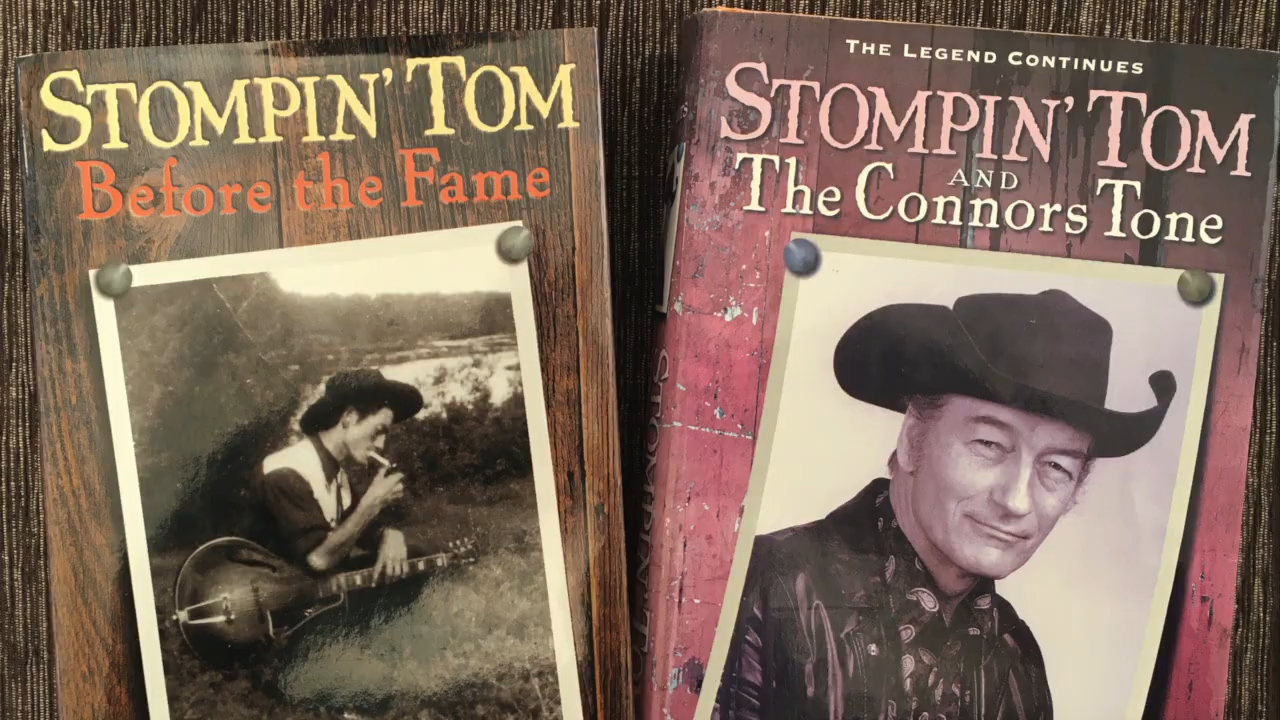 STOMPIN' TOM
Before the Fame
THE LEGEND CONTINUES
STOMPIN' TOM
AND
The Connors Tone